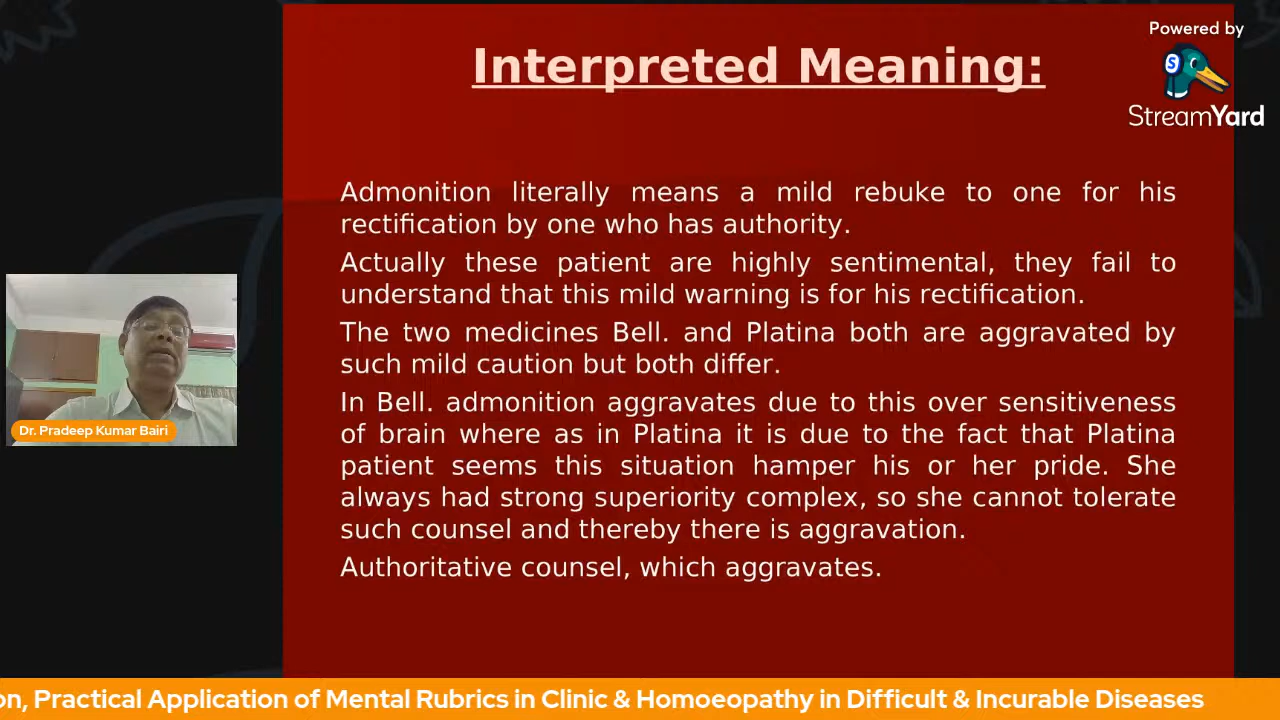 Powered by
StreamYard
Interpreted Meaning:
Admonition literally means a mild rebuke to one for his
rectification by one who has authority.
Actually these patient are highly sentimental, they fail to
understand that this mild warning is for his rectification.
The two medicines Bell. and Platina both are aggravated by
such mild caution but both differ.
In Bell. admonition aggravates due to this over sensitiveness
of brain where as in Platina it is due to the fact that Platina
patient seems this situation hamper his or her pride. She
always had strong superiority complex, so she cannot tolerate
such counsel and thereby there is aggravation.
Authoritative counsel, which aggravates.
Dr. Pradeep Kumar Bairi
on, Practical Application of Mental Rubrics in Clinic & Homoeopathy in Difficult & Incurable Diseases